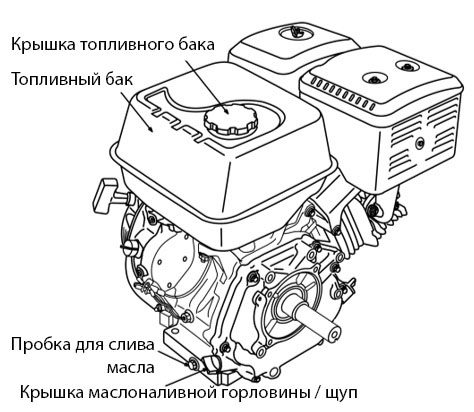 Крышка топливного бака
Топливный бак
Пробка для слива
масла
Крышка маслоналивной горловины / щуп